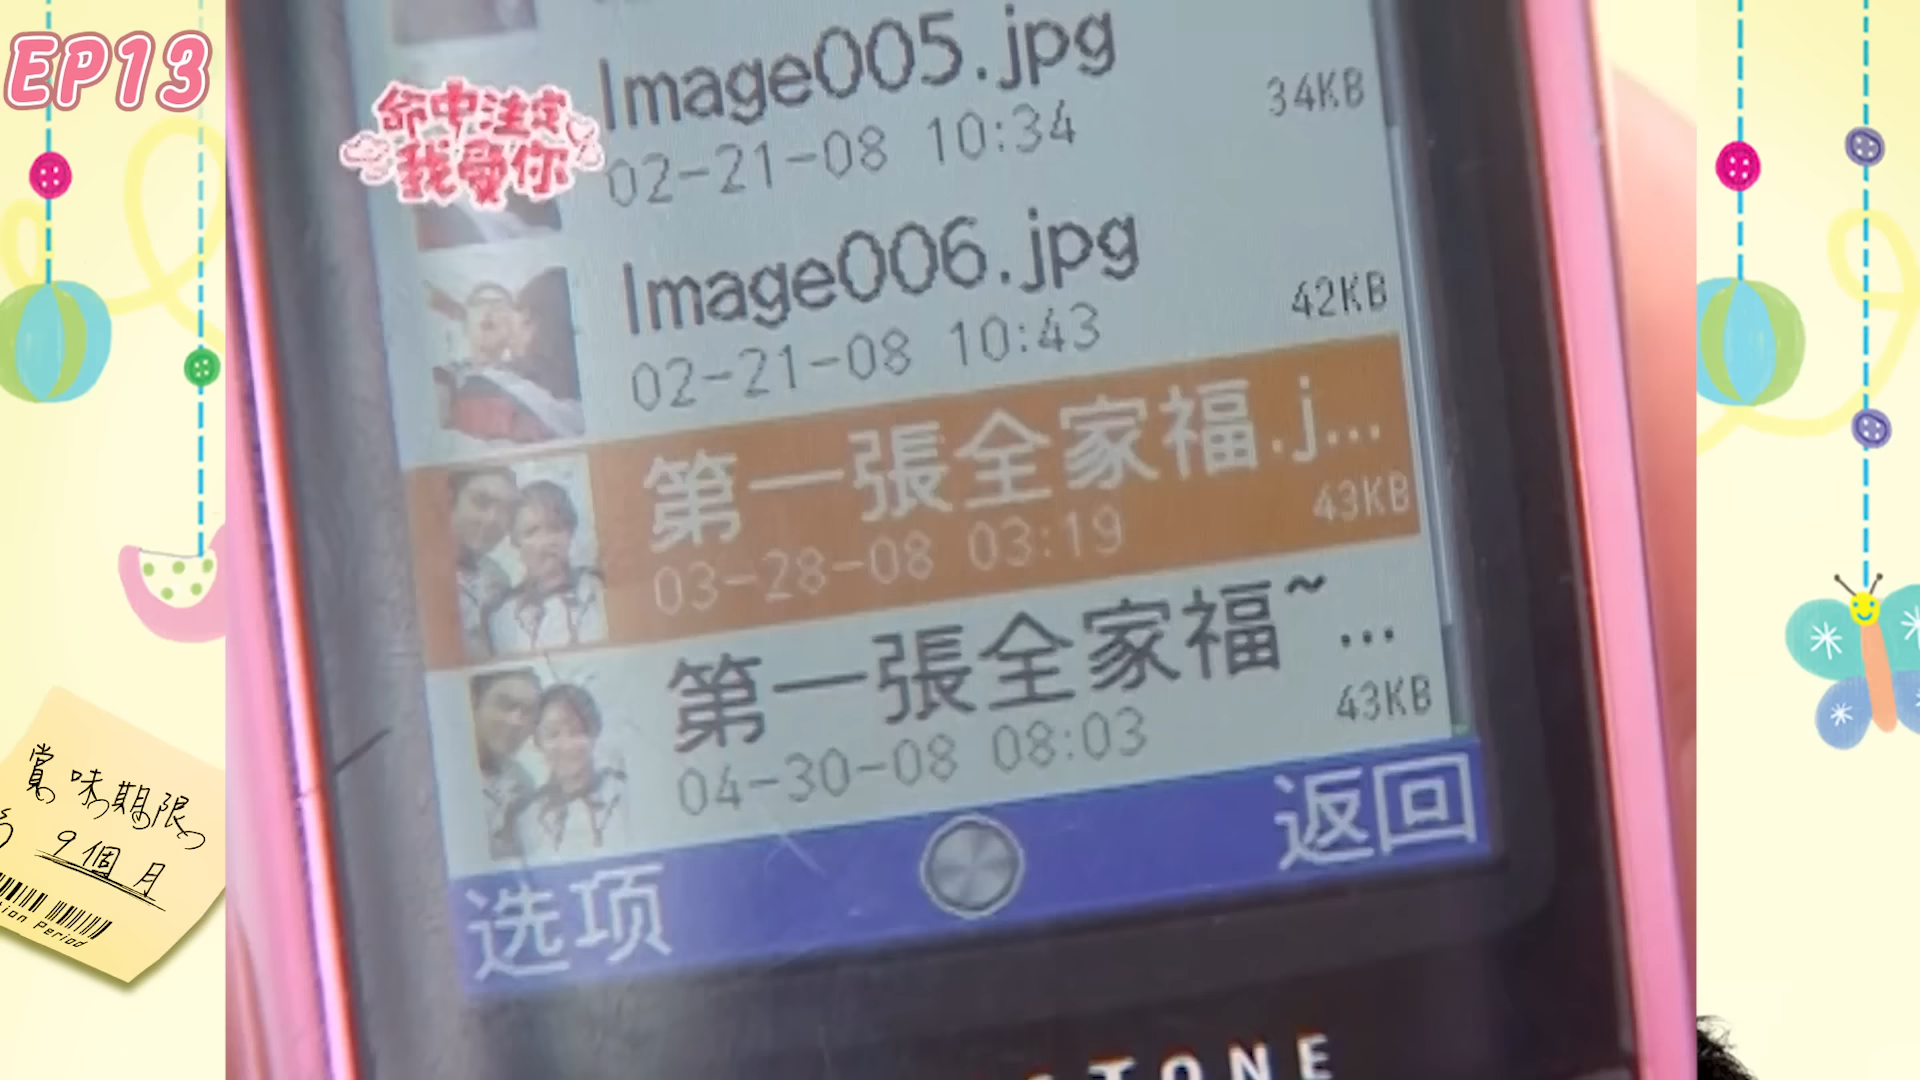 EP13
命中注定
我愛你
Image005.jpg
34KB
02-21-08 10:34
Image006.jpg
42KB
02-21-08 10:43
第一張全家福.j...
43KB
03-28-08 03:19
第一張全家福~ ...
43KB
04-30-08 08:03
选项
返回
TONE
賞味期限
9個月
tion Period